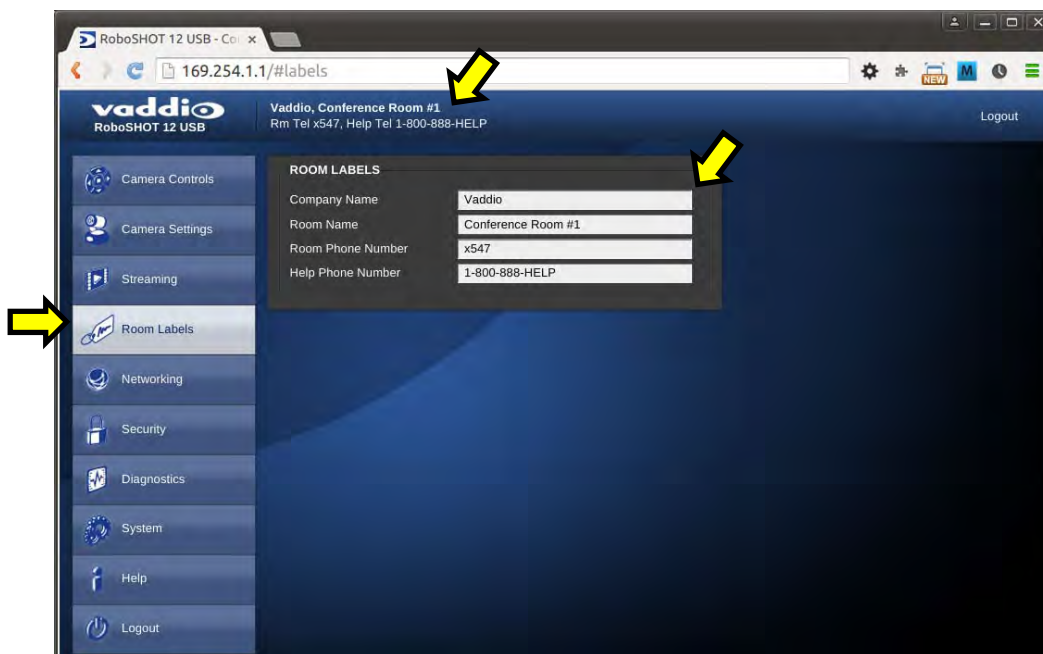 RoboSHOT 12 USB - Co
169.254.1.1/#labels
NEW
M
vaddio
RoboSHOT 12 USB
Vaddio, Conference Room #1
Rm Tel x547, Help Tel 1-800-888-HELP
Logout
Camera Controls
Camera Settings
Streaming
Room Labels
Networking
Security
Diagnostics
System
Help
Logout
ROOM LABELS
Company Name Vaddio
Room Name Conference Room #1
Room Phone Number x547
Help Phone Number 1-800-888-HELP